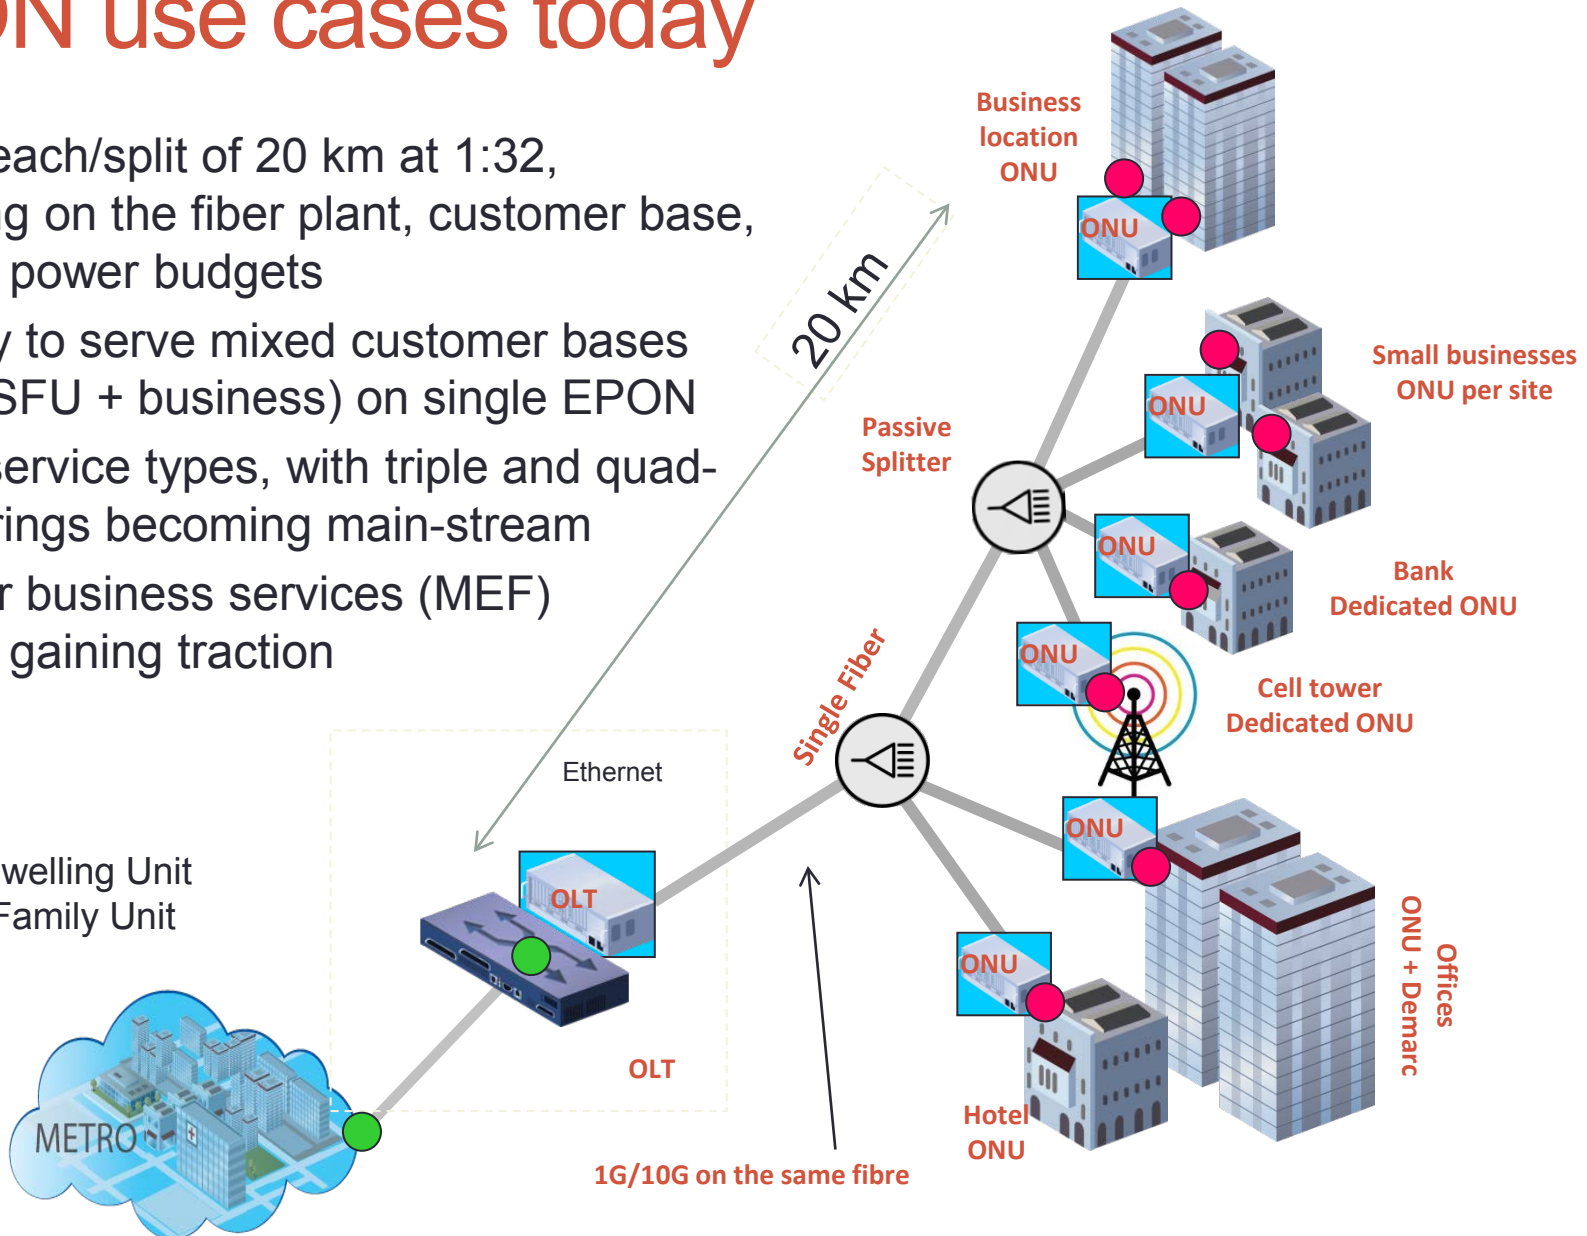 ON use cases today
each/split of 20 km at 1:32,
ng on the fiber plant, customer base,
power budgets
y to serve mixed customer bases
SFU + business) on single EPON
service types, with triple and quad-
rings becoming main-stream
r business services (MEF)
gaining traction
welling Unit
Family Unit
20 km
Business
location
ONU
ONU
Small businesses
ONU per site
ONU
Passive
Splitter
Bank
Dedicated ONU
ONU
Cell tower
Dedicated ONU
ONU
Single Fiber
Ethernet
OLT
OLT
ONU
Offices
ONU + Demarc
ONU
Hotel
ONU
METRO
1G/10G on the same fibre